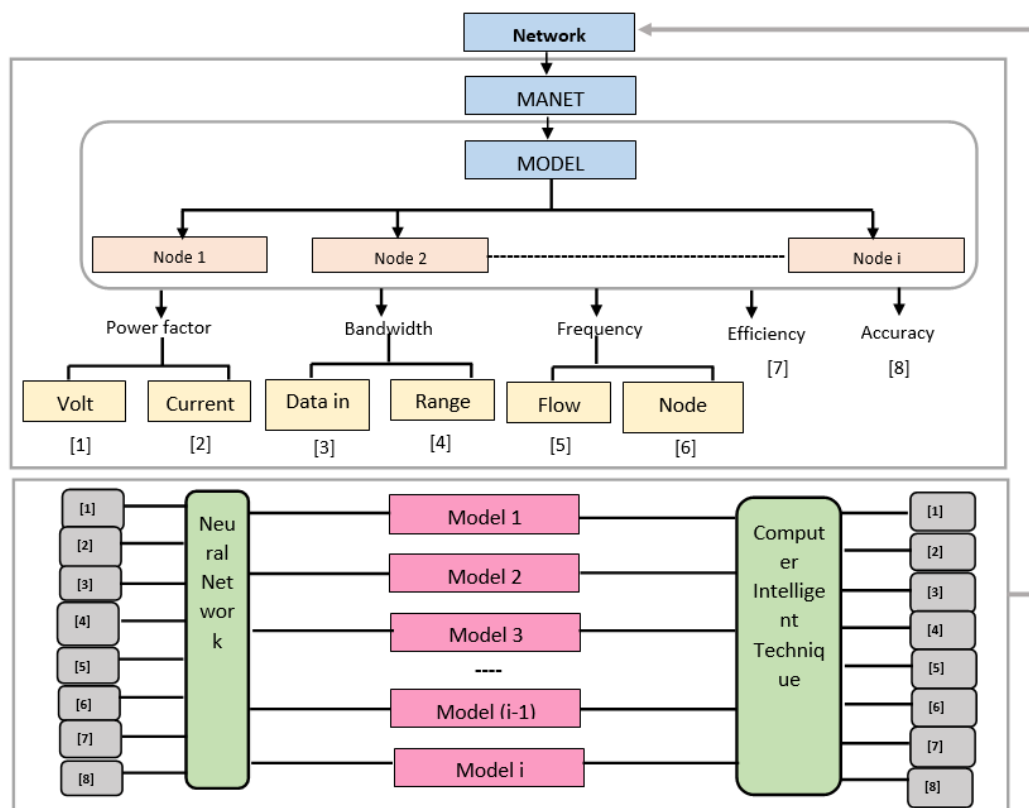 Network
MANET
MODEL
Node 1
Node 2
Node i
Power factor
Bandwidth
Frequency
Efficiency
Accuracy
[7]
[8]
Volt
Current
Data in
Range
Flow
Node
[1]
[2]
[3]
[4]
[5]
[6]
[1]
[2]
[3]
[4]
[5]
[6]
[7]
[8]
Neu
ral
Net
wor
k
Model 1
Model 2
Model 3
----
Model (i-1)
Model i
Comput
er
Intellige
nt
Techniq
ue
[1]
[2]
[3]
[4]
[5]
[6]
[7]
[8]